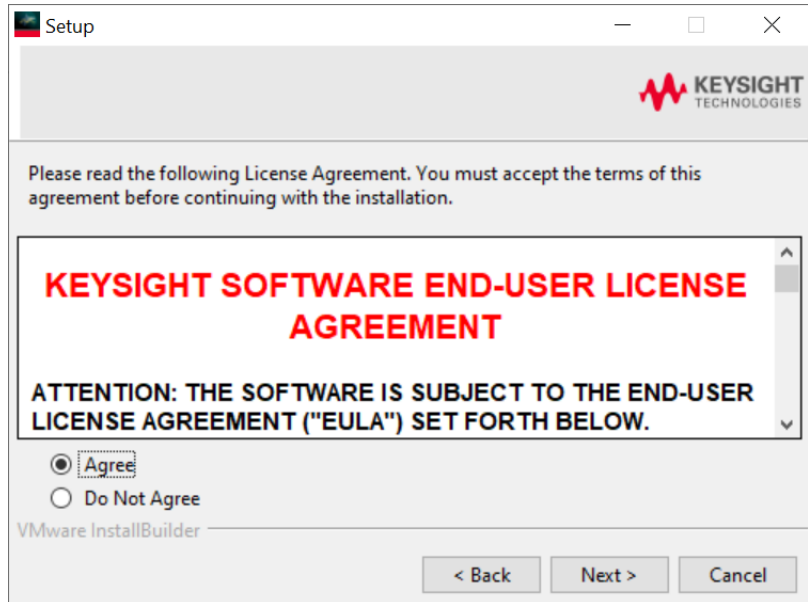 Setup
KEYSIGHT
TECHNOLOGIES
Please read the following License Agreement. You must accept the terms of this
agreement before continuing with the installation.
KEYSIGHT SOFTWARE END-USER LICENSE
AGREEMENT
ATTENTION: THE SOFTWARE IS SUBJECT TO THE END-USER
LICENSE AGREEMENT ("EULA") SET FORTH BELOW.
Agree
Do Not Agree
VMware InstallBuilder
< Back Next > Cancel